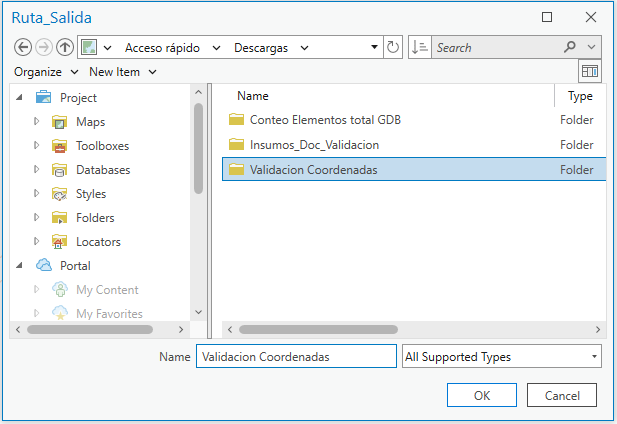 Ruta_Salida
Acceso rápido Descargas Search
Organize New Item
Project
Maps
Toolboxes
Databases
Styles
Folders
Locators
Portal
My Content
My Favorites
Name Type
Conteo Elementos total GDB Folder
Insumos_Doc_Validacion Folder
Validacion Coordenadas Folder
Name Validacion Coordenadas All Supported Types
OK Cancel